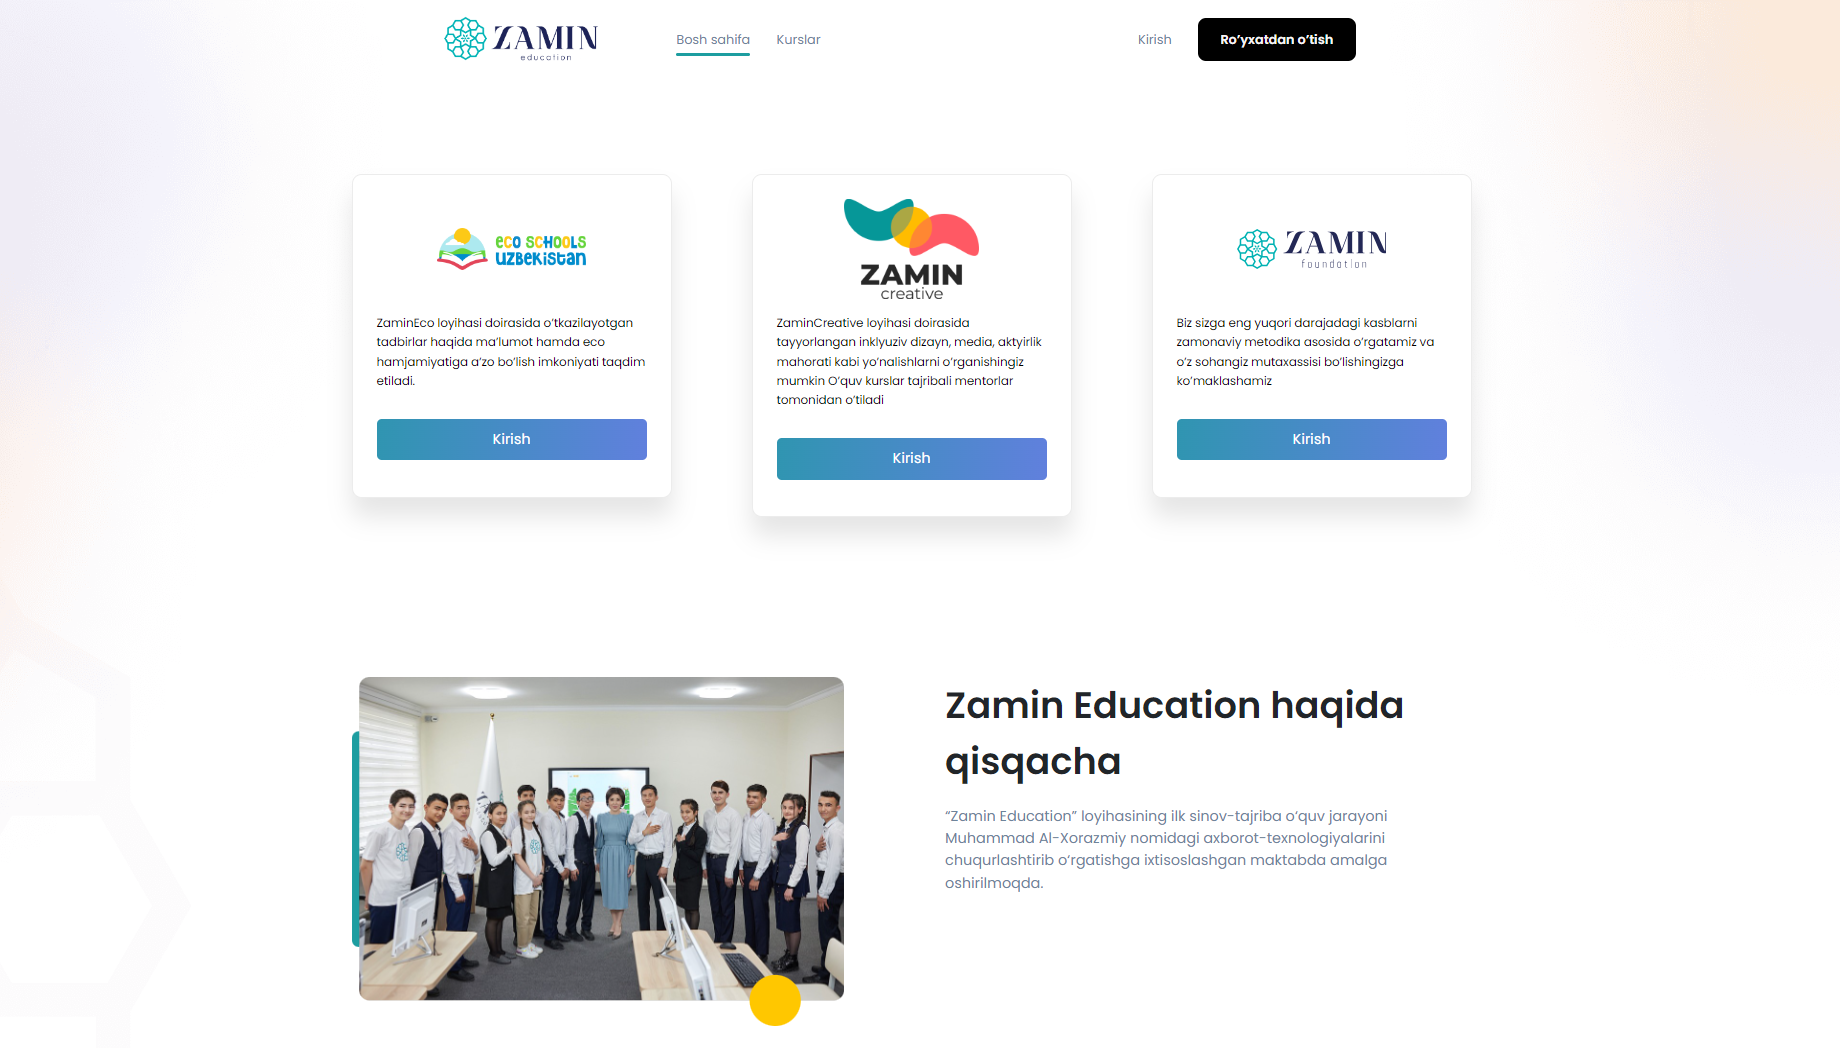 ZAMIN
education
Bosh sahifa
Kurslar
Kirish
Ro’yxatdan o’tish
eco schools
uzbekistan
ZaminEco loyihasi doirasida o’tkazilayotgan
tadbirlar haqida ma’lumot hamda eco
hamjamiyatiga a’zo bo’lish imkoniyati taqdim
etiladi.
Kirish
ZAMIN
creative
ZaminCreative loyihasi doirasida
tayyorlangan inklyuziv dizayn, media, aktyirlik
mahorati kabi yo’nalishlarni o’rganishingiz
mumkin O’quv kurslar tajribali mentorlar
tomonidan o’tiladi
Kirish
ZAMIN
foundation
Biz sizga eng yuqori darajadagi kasblarni
zamonaviy metodika asosida o’rgatamiz va
o’z sohangiz mutaxassisi bo’lishingizga
ko’maklashamiz
Kirish
Zamin Education haqida
qisqacha
“Zamin Education” loyihasining ilk sinov-tajriba o’quv jarayoni
Muhammad Al-Xorazmiy nomidagi axborot-texnologiyalarini
chuqurlashtirib o’rgatishga ixtisoslashgan maktabda amalga
oshirilmoqda.